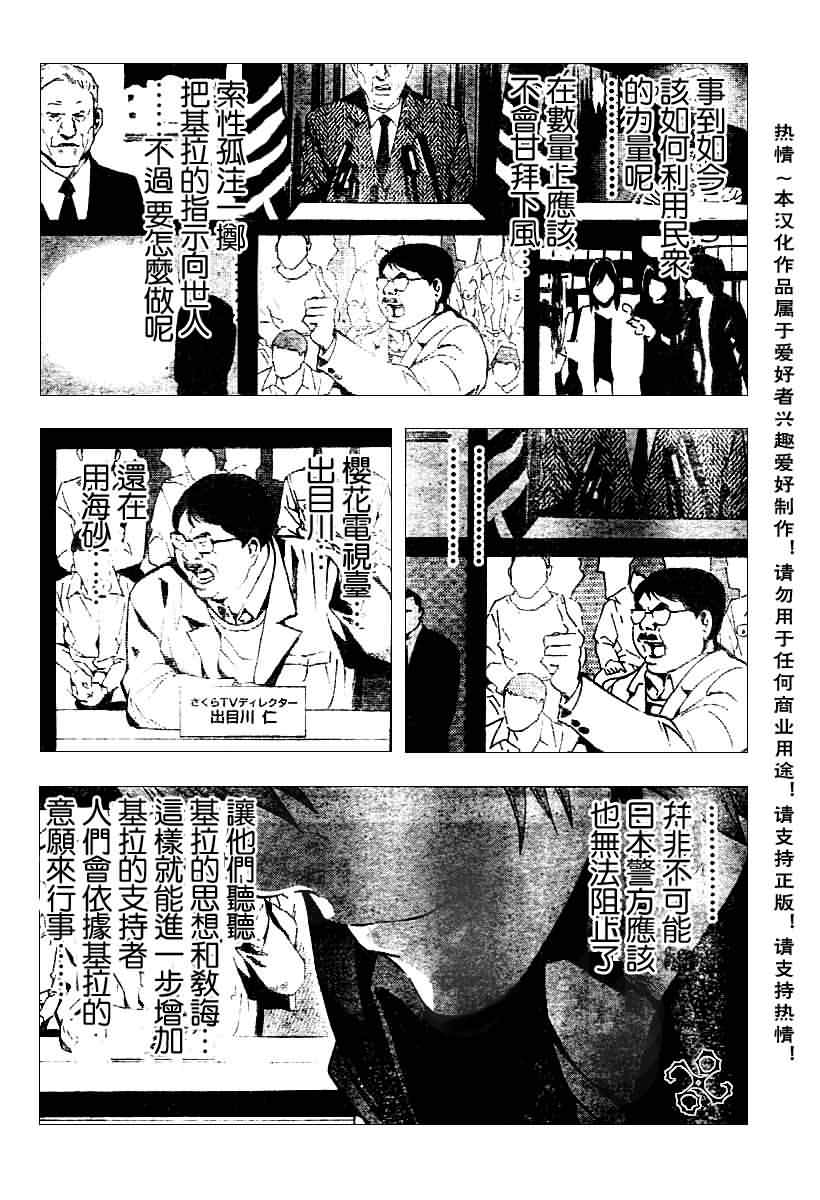 事到如今
該如何利用民衆
的力量呢
…………
在數量上應該
不會甘拜下風…
索性孤注一擲
把基拉的指示向世人
……
不過 要怎麼做呢
………………
………………
櫻花電視臺…
出目川…
還在
用海砂……
さくらTVディレクター
出目川 仁
…………
幷非不可能
日本警方應該
也無法阻止了
讓他們聽聽
基拉的思想和教誨…
這樣就能進一步增加
基拉的支持者
人們會依據基拉的
意願來行事……
热情~本汉化作品属于爱好者兴趣爱好制作！请勿用于任何商业用途！请支持正版！请支持热情！